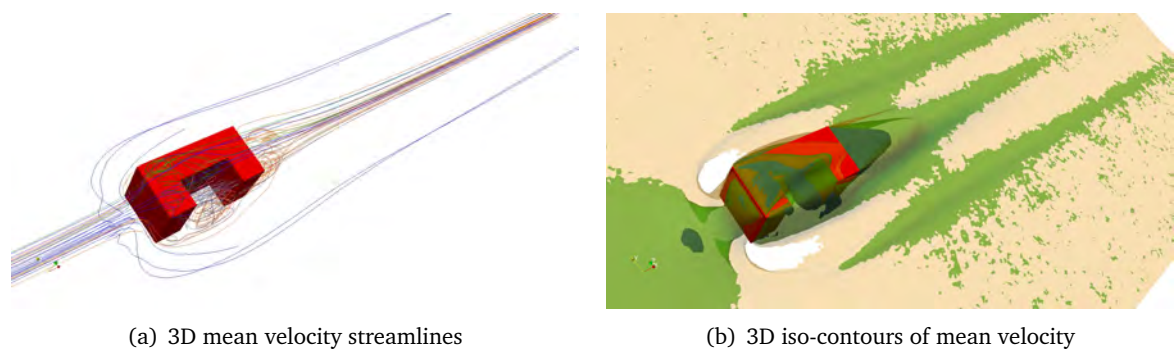 (a) 3D mean velocity streamlines
(b) 3D iso-contours of mean velocity